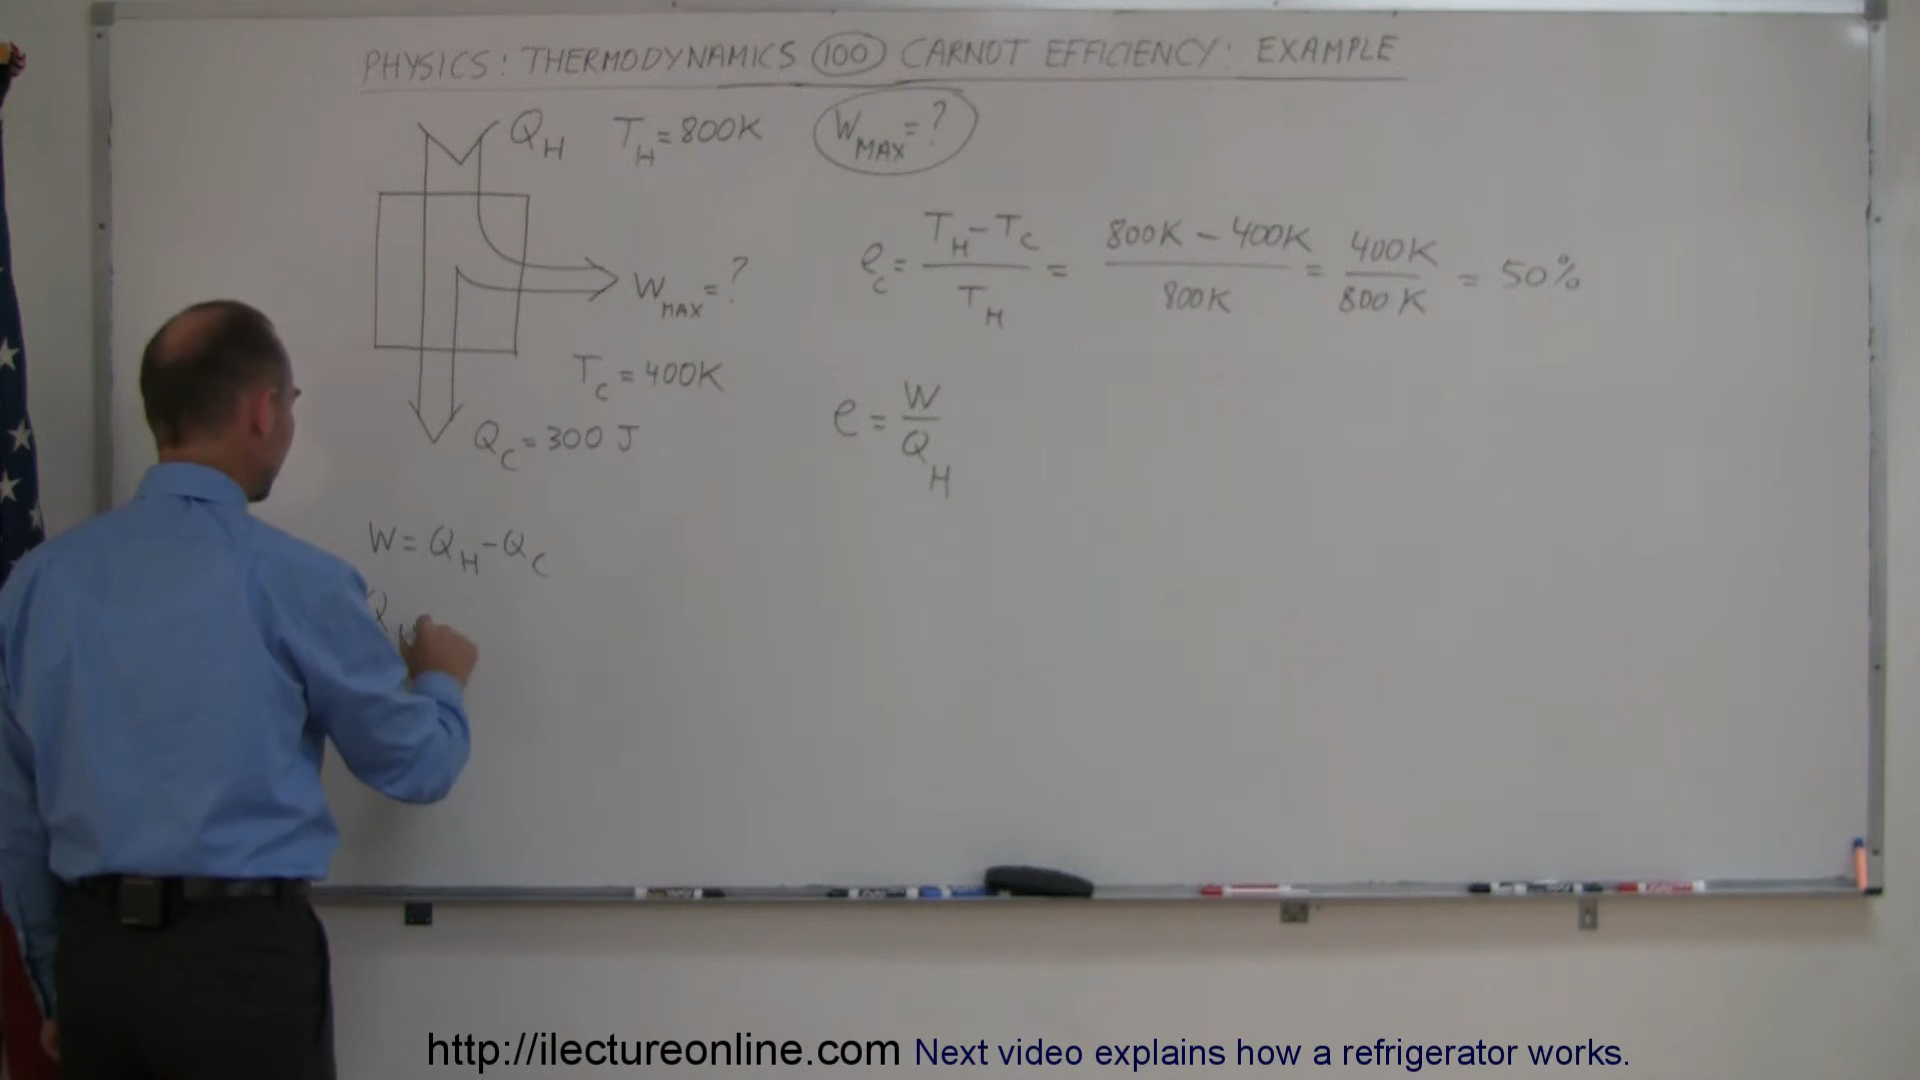 PHYSICS: THERMODYNAMICS 100 CARNOT EFFICIENCY: EXAMPLE
Q_H T_H = 800K W_MAX = ?
e_c = (T_H - T_C)/T_H = (800K - 400K)/800K = 400K/800K = 50%
W_MAX = ?
T_C = 400K
e = W/Q_H
Q_C = 300 J
W = Q_H - Q_C
Q_H
http://ilectureonline.com Next video explains how a refrigerator works.